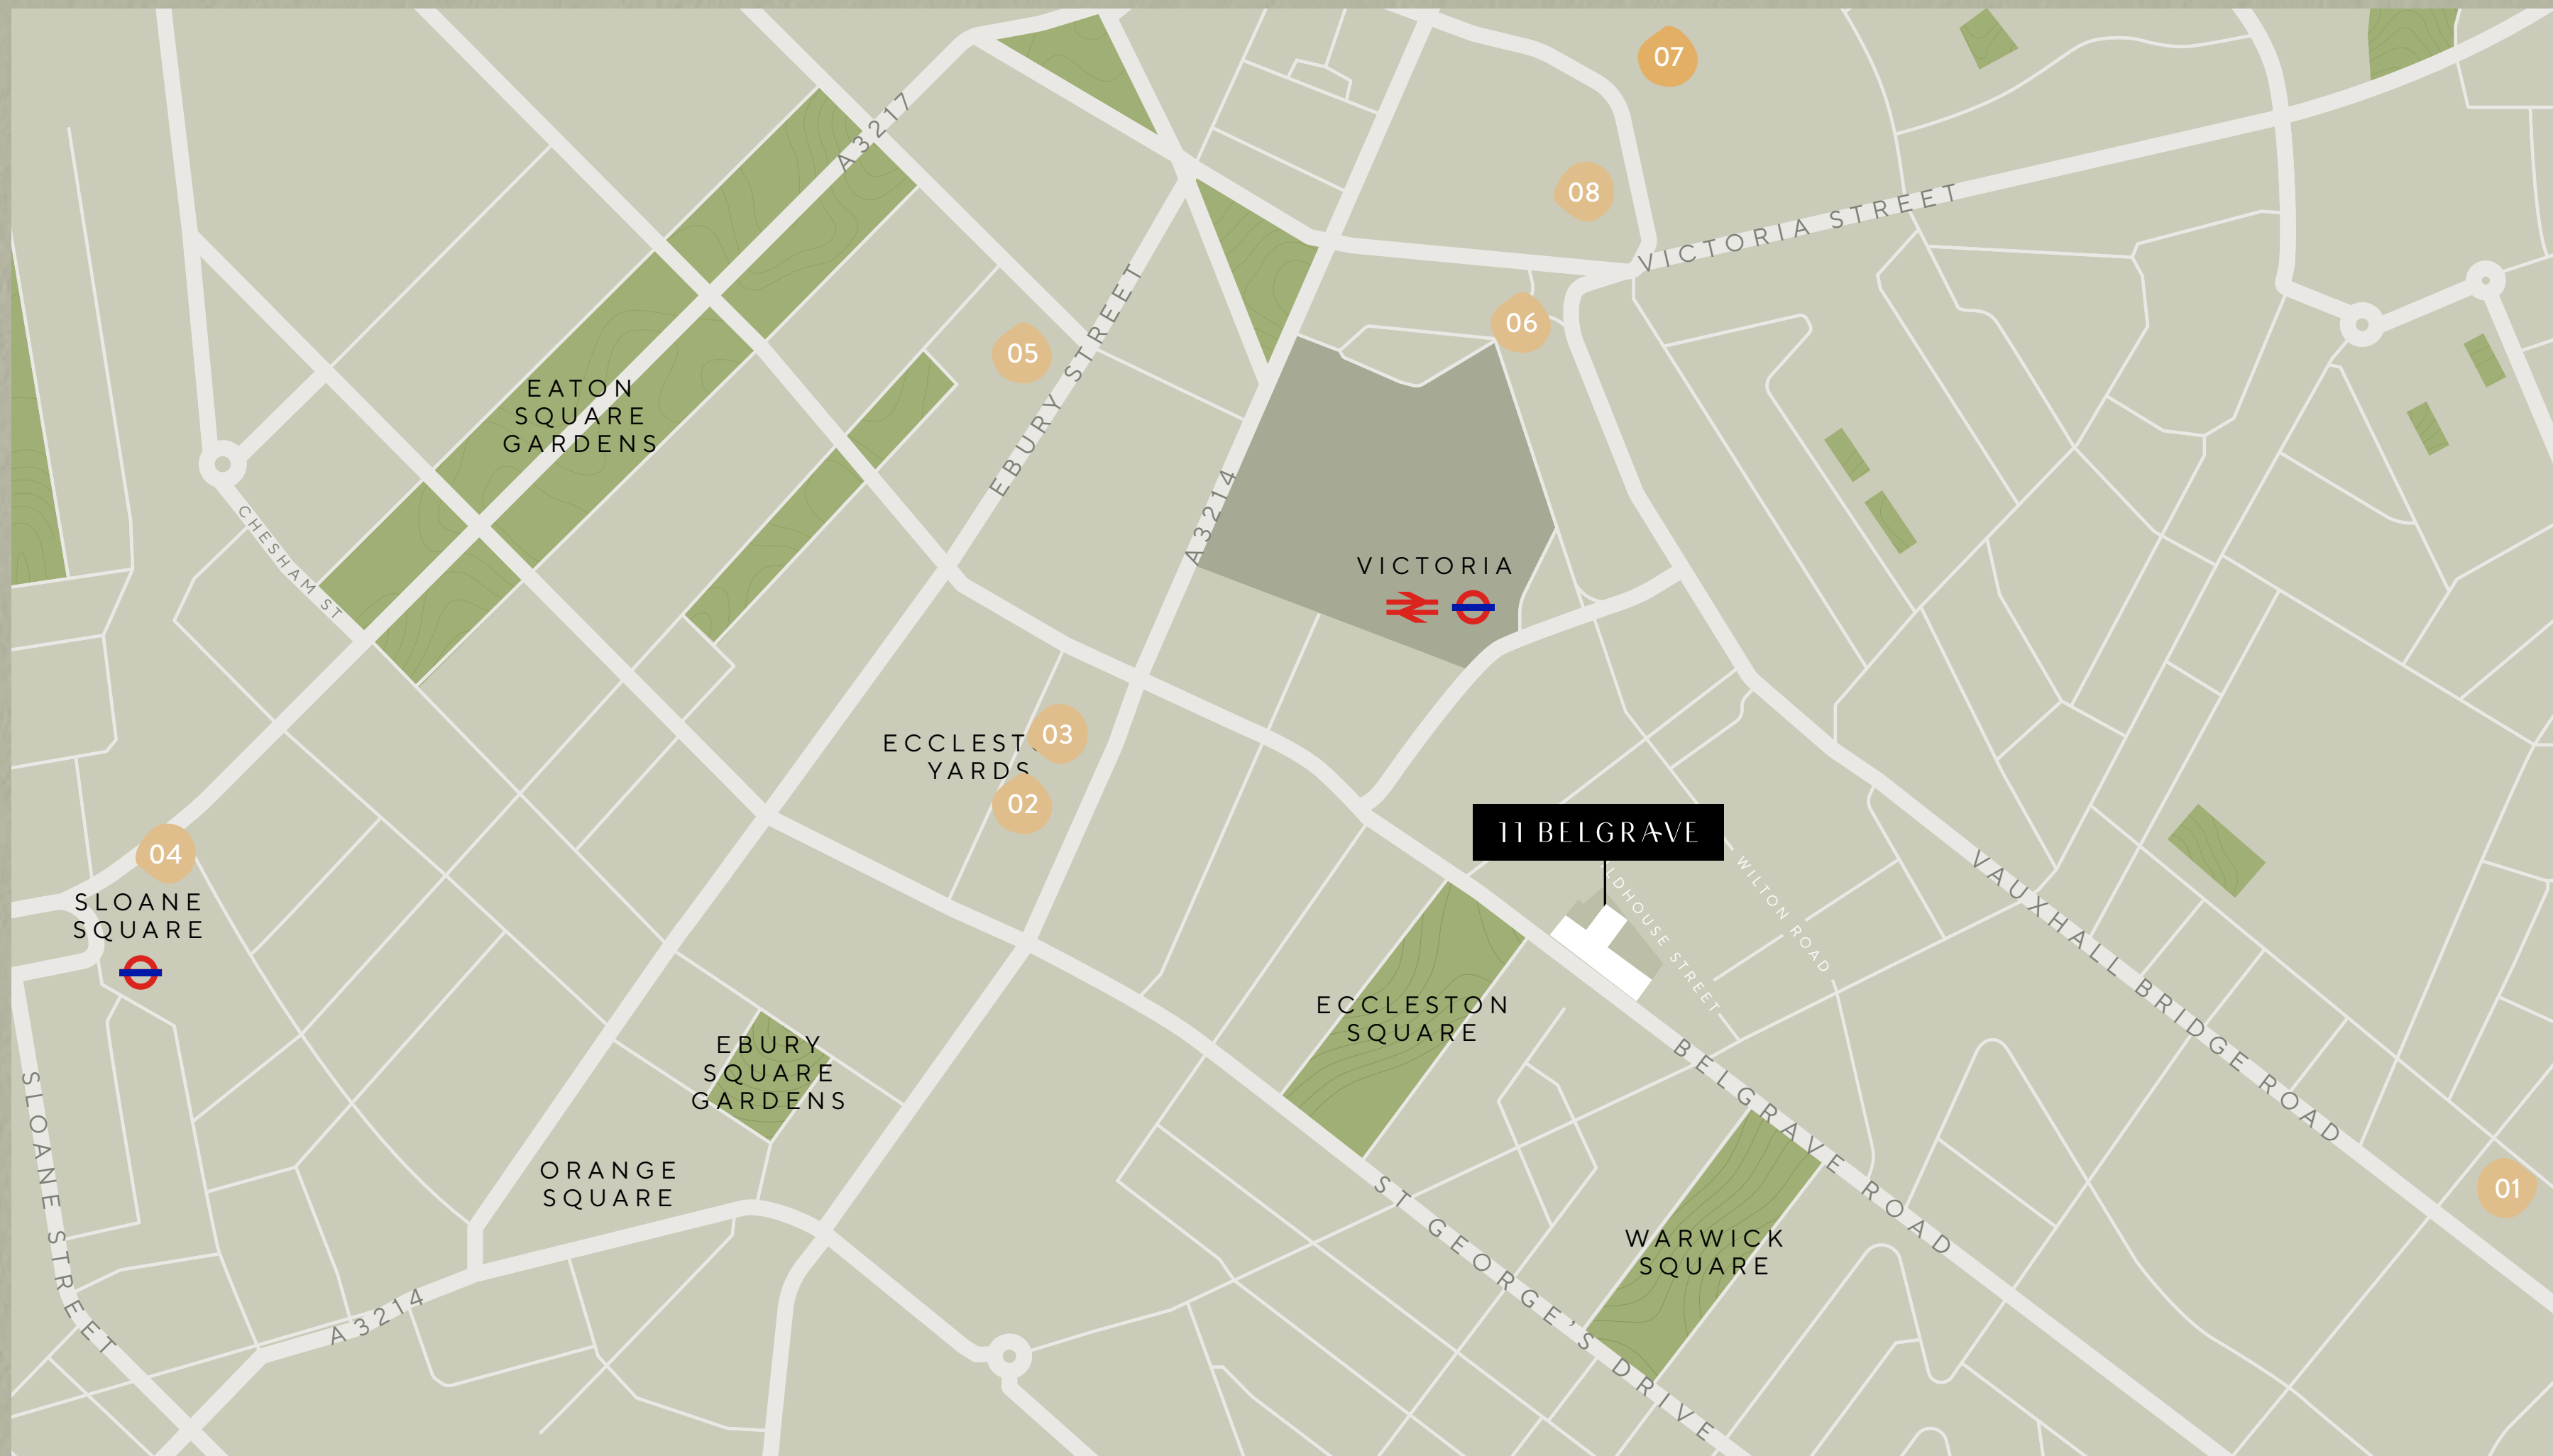 07
A3217
08
VICTORIA STREET
EBURY STREET
06
05
EATON
SQUARE
GARDENS
A3214
CHESHAM ST
VICTORIA
03
YARDS
02
11 BELGRAVE
04
SLOANE
SQUARE
WILTON ROAD
STREET
VAUXHALL BRIDGE ROAD
ECCLESTON
SQUARE
EBURY
SQUARE
GARDENS
BELGRAVE ROAD
SLOANE STREET
ORANGE
SQUARE
ST GEORGE'S DRIVE
01
WARWICK
SQUARE
A3214